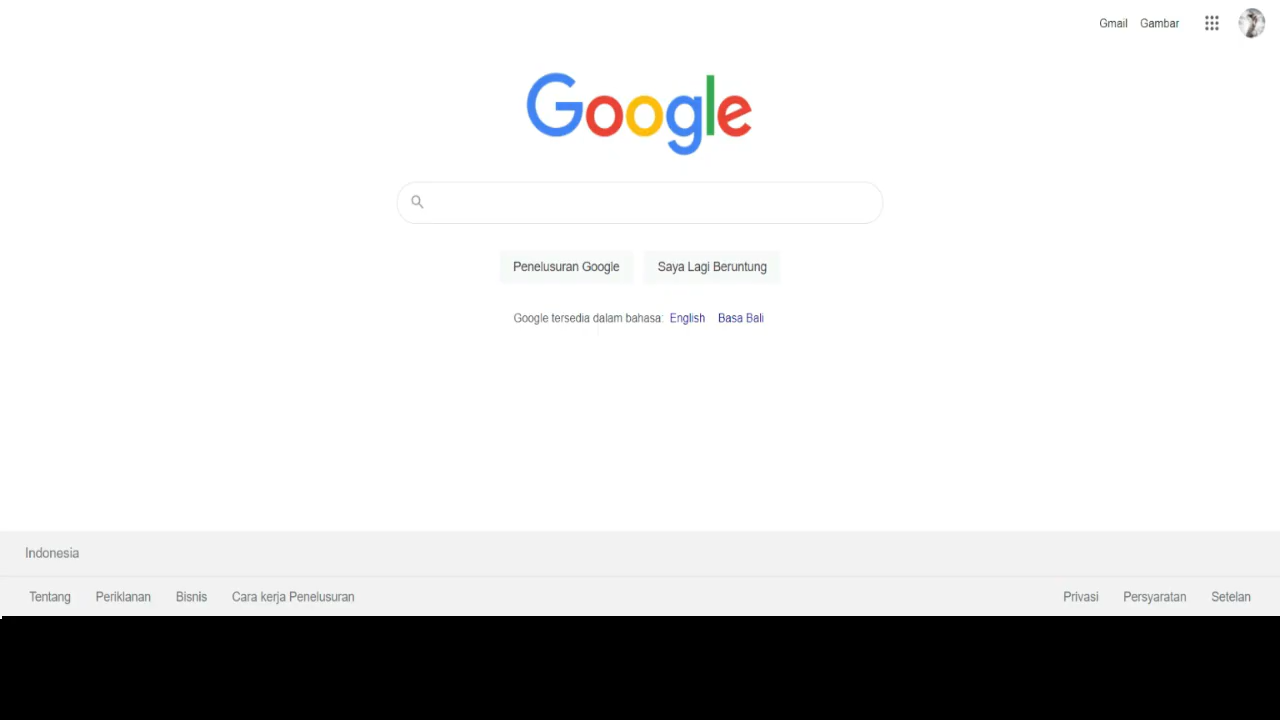 Gmail Gambar
Google
Penelusuran Google Saya Lagi Beruntung
Google tersedia dalam bahasa: English Basa Bali
Indonesia
Tentang Periklanan Bisnis Cara kerja Penelusuran Privasi Persyaratan Setelan